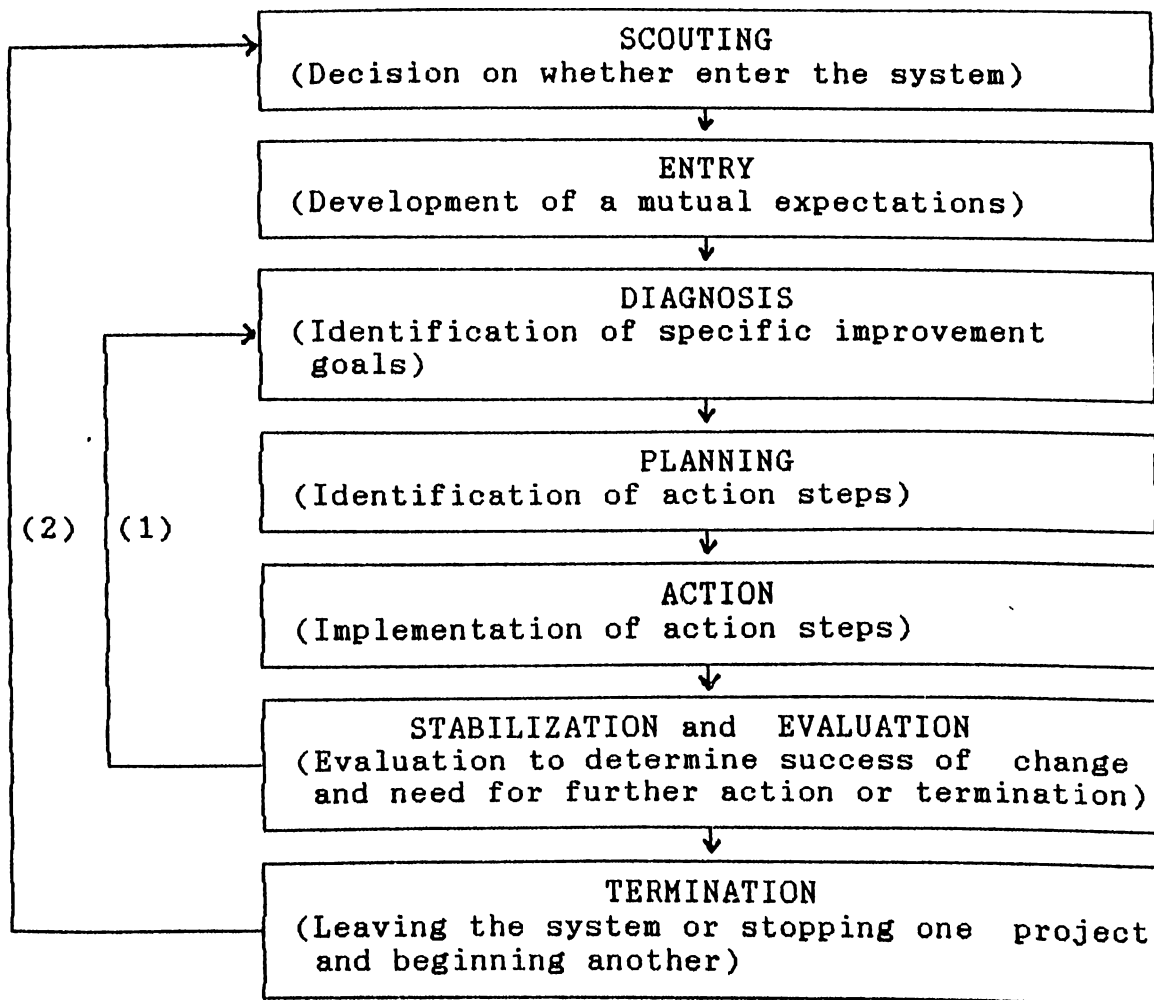 SCOUTING
(Decision on whether enter the system)
ENTRY
(Development of a mutual expectations)
DIAGNOSIS
(Identification of specific improvement
goals)
PLANNING
(Identification of action steps)
(2) (1)
ACTION
(Implementation of action steps)
STABILIZATION and EVALUATION
(Evaluation to determine success of change
and need for further action or termination)
TERMINATION
(Leaving the system or stopping one project
and beginning another)